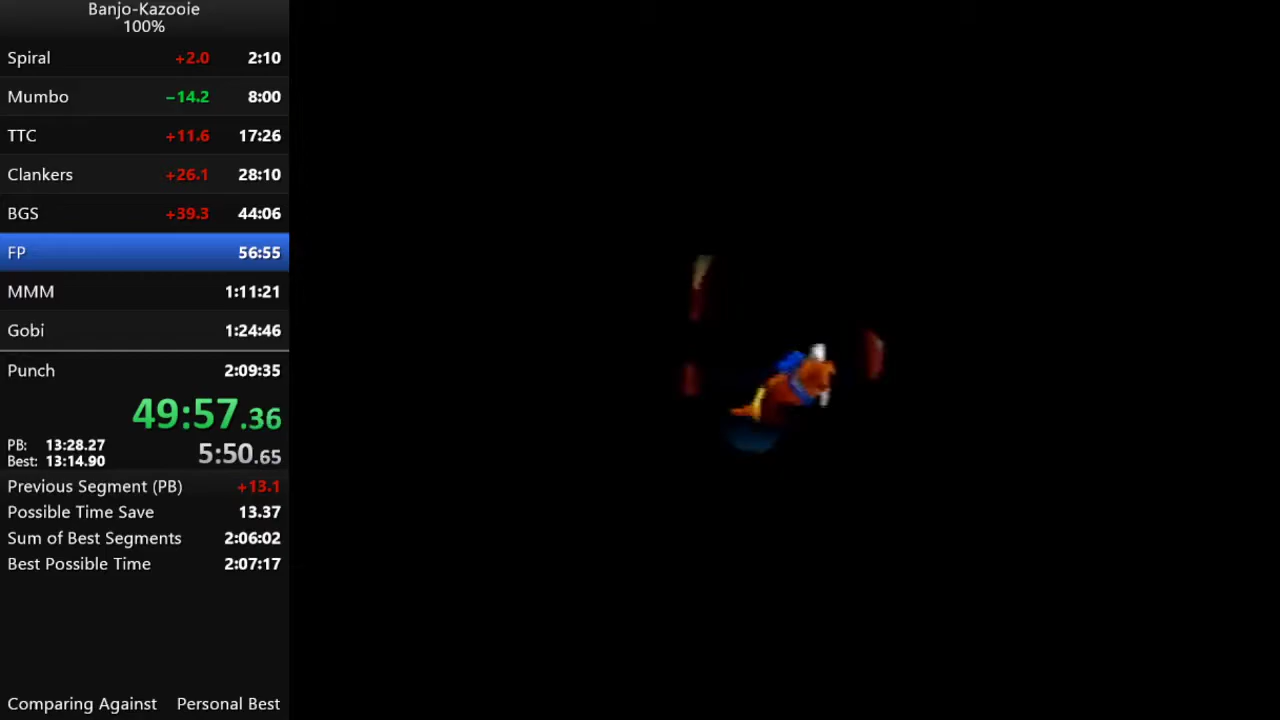 Banjo-Kazooie
100%
Spiral +2.0 2:10
Mumbo −14.2 8:00
TTC +11.6 17:26
Clankers +26.1 28:10
BGS +39.3 44:06
FP 56:55
MMM 1:11:21
Gobi 1:24:46
Punch 2:09:35
49:57.36
PB: 13:28.27
Best: 13:14.90
5:50.65
Previous Segment (PB) +13.1
Possible Time Save 13.37
Sum of Best Segments 2:06:02
Best Possible Time 2:07:17
Comparing Against Personal Best